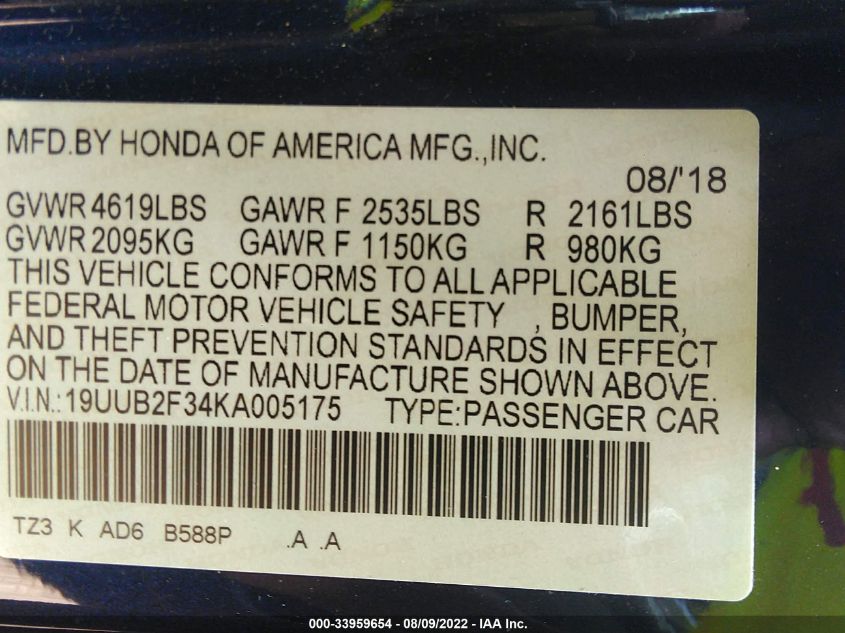 MFD.BY HONDA OF AMERICA MFG.,INC.
08/'18
GVWR 4619LBS GAWR F 2535LBS R 2161LBS
GVWR 2095KG GAWR F 1150KG R 980KG
THIS VEHICLE CONFORMS TO ALL APPLICABLE
FEDERAL MOTOR VEHICLE SAFETY , BUMPER,
AND THEFT PREVENTION STANDARDS IN EFFECT
ON THE DATE OF MANUFACTURE SHOWN ABOVE.
V.I.N.:19UUB2F34KA005175 TYPE:PASSENGER CAR
TZ3 K AD6 B588P .A .A
000-33959654 - 08/09/2022 - IAA Inc.